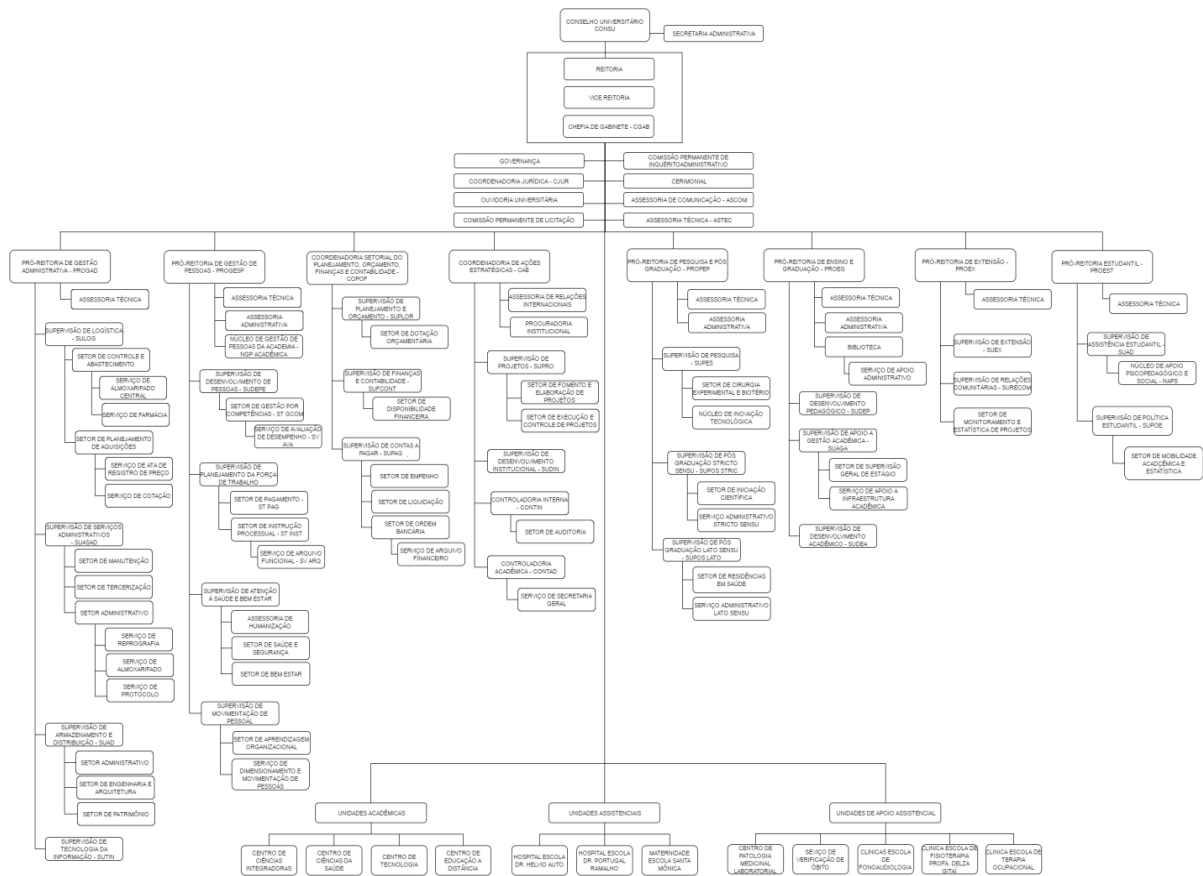 CONSELHO UNIVERSITÁRIO
CONSU
SECRETARIA ADMINISTRATIVA
REITORIA
VICE REITORIA
CHEFIA DE GABINETE - CGAB
GOVERNANÇA
COMISSÃO PERMANENTE DE
INQUÉRITOADMINISTRATIVO
COORDENADORIA JURÍDICA - CJUR
CERIMONIAL
OUVIDORIA UNIVERSITÁRIA
ASSESSORIA DE COMUNICAÇÃO - ASCOM
COMISSÃO PERMANENTE DE LICITAÇÃO
ASSESSORIA TÉCNICA - ASTEC
PRÓ-REITORIA DE GESTÃO
ADMINISTRATIVA - PROGAD
ASSESSORIA TÉCNICA
SUPERVISÃO DE LOGÍSTICA
- SULOG
SETOR DE CONTROLE E
ABASTECIMENTO
SERVIÇO DE
ALMOXARIFADO
CENTRAL
SERVIÇO DE FARMÁCIA
SETOR DE PLANEJAMENTO
DE AQUISIÇÕES
SERVIÇO DE ATA DE
REGISTRO DE PREÇO
SERVIÇO DE COTAÇÃO
SUPERVISÃO DE SERVIÇOS
ADMINISTRATIVOS
- SUASAD
SETOR DE MANUTENÇÃO
SETOR DE TERCERIZAÇÃO
SETOR ADMINISTRATIVO
SERVIÇO DE
REPROGRAFIA
SERVIÇO DE
ALMOXARIFADO
SERVIÇO DE
PROTOCOLO
SUPERVISÃO DE
ARMAZENAMENTO E
DISTRIBUIÇÃO - SUAD
SETOR ADMINISTRATIVO
SETOR DE ENGENHARIA E
ARQUITETURA
SETOR DE PATRIMÔNIO
SUPERVISÃO DE
TECNOLOGIA DA
INFORMAÇÃO - SUTIN
PRÓ-REITORIA DE GESTÃO DE
PESSOAS - PROGESP
ASSESSORIA TÉCNICA
ASSESSORIA
ADMINISTRATIVA
NÚCLEO DE GESTÃO DE
PESSOAS DA ACADEMIA -
NGP ACADÊMICA
SUPERVISÃO DE
DESENVOLVIMENTO DE
PESSOAS - SUDEPE
SETOR DE GESTÃO POR
COMPETÊNCIAS - ST GCOM
SERVIÇO DE AVALIAÇÃO
DE DESEMPENHO - SV
AVA
SUPERVISÃO DE
PLANEJAMENTO DA FORÇA
DE TRABALHO
SETOR DE PAGAMENTO -
ST PAG
SETOR DE INSTRUÇÃO
PROCESSUAL - ST INST
SERVIÇO DE ARQUIVO
FUNCIONAL - SV ARQ
SUPERVISÃO DE ATENÇÃO
À SAÚDE E BEM ESTAR
ASSESSORIA DE
HUMANIZAÇÃO
SETOR DE SAÚDE E
SEGURANÇA
SETOR DE BEM ESTAR
SUPERVISÃO DE
MOVIMENTAÇÃO DE
PESSOAL
SETOR DE APRENDIZAGEM
ORGANIZACIONAL
SERVIÇO DE
DIMENSIONAMENTO E
MOVIMENTAÇÃO DE
PESSOAS
COORDENADORIA SETORIAL DO
PLANEJAMENTO, ORÇAMENTO,
FINANÇAS E CONTABILIDADE -
COPOF
SUPERVISÃO DE
PLANEJAMENTO E
ORÇAMENTO - SUPLOR
SETOR DE DOTAÇÃO
ORÇAMENTÁRIA
SUPERVISÃO DE FINANÇAS
E CONTABILIDADE -
SUFCONT
SETOR DE
DISPONIBILIDADE
FINANCEIRA
SUPERVISÃO DE CONTAS A
PAGAR - SUPAG
SETOR DE EMPENHO
SETOR DE LIQUIDAÇÃO
SETOR DE ORDEM
BANCÁRIA
SERVIÇO DE ARQUIVO
FINANCEIRO
COORDENADORIA DE AÇÕES
ESTRATÉGICAS - CAE
ASSESSORIA DE RELAÇÕES
INTERNACIONAIS
PROCURADORIA
INSTITUCIONAL
SUPERVISÃO DE
PROJETOS - SUPRO
SETOR DE FOMENTO E
ELABORAÇÃO DE
PROJETOS
SETOR DE EXECUÇÃO E
CONTROLE DE PROJETOS
SUPERVISÃO DE
DESENVOLVIMENTO
INSTITUCIONAL - SUDIN
CONTROLADORIA INTERNA
- CONTIN
SETOR DE AUDITORIA
CONTROLADORIA
ACADÊMICA - CONTAD
SERVIÇO DE SECRETARIA
GERAL
PRÓ-REITORIA DE PESQUISA E PÓS
GRADUAÇÃO - PROPEP
ASSESSORIA TÉCNICA
ASSESSORIA
ADMINISTRATIVA
SUPERVISÃO DE PESQUISA
- SUPES
SETOR DE CIRURGIA
EXPERIMENTAL E BIOTÉRIO
NÚCLEO DE INOVAÇÃO
TECNOLÓGICA
SUPERVISÃO DE PÓS
GRADUAÇÃO STRICTO
SENSU - SUPOS STRIC
SETOR DE INICIAÇÃO
CIENTÍFICA
SERVIÇO ADMINISTRATIVO
STRICTO SENSU
SUPERVISÃO DE PÓS
GRADUAÇÃO LATO SENSU
- SUPOS LATO
SETOR DE RESIDÊNCIAS
EM SAÚDE
SERVIÇO ADMINISTRATIVO
LATO SENSU
PRÓ-REITORIA DE ENSINO E
GRADUAÇÃO - PROEG
ASSESSORIA TÉCNICA
ASSESSORIA
ADMINISTRATIVA
BIBLIOTECA
SERVIÇO DE APOIO
ADMINISTRATIVO
SUPERVISÃO DE
DESENVOLVIMENTO
PEDAGÓGICO - SUDEP
SUPERVISÃO DE APOIO A
GESTÃO ACADÊMICA -
SUAGA
SETOR DE SUPERVISÃO
GERAL DE ESTÁGIO
SERVIÇO DE APOIO A
INFRAESTRUTURA
ACADÊMICA
SUPERVISÃO DE
DESENVOLVIMENTO
ACADÊMICO - SUDEA
PRÓ-REITORIA DE EXTENSÃO -
PROEX
ASSESSORIA TÉCNICA
SUPERVISÃO DE EXTENSÃO
- SUEX
SUPERVISÃO DE RELAÇÕES
COMUNITÁRIAS - SURECOM
SETOR DE
MONITORAMENTO E
ESTATÍSTICA DE PROJETOS
PRÓ-REITORIA ESTUDANTIL -
PROEST
ASSESSORIA TÉCNICA
SUPERVISÃO DE
ASSISTÊNCIA ESTUDANTIL -
SUAD
NÚCLEO DE APOIO
PSICOPEDAGÓGICO E
SOCIAL - NAPS
SUPERVISÃO DE POLÍTICA
ESTUDANTIL - SUPOE
SETOR DE MOBILIDADE
ACADÇÊMICA E
ESTATÍSTICA
UNIDADES ACADÊMICAS
CENTRO DE
CIÊNCIAS
INTEGRADORAS
CENTRO DE
CIÊNCIAS DA
SAÚDE
CENTRO DE
TECNOLOGIA
CENTRO DE
EDUCAÇÃO A
DISTÂNCIA
UNIDADES ASSISTENCIAIS
HOSPITAL ESCOLA
DR. HELVIO AUTO
HOSPITAL ESCOLA
DR. PORTUGAL
RAMALHO
MATERNIDADE
ESCOLA SANTA
MÔNICA
UNIDADES DE APOIO ASSISTENCIAL
CENTRO DE
PATOLOGIA
MEDICINAL
LABORATORIAL
SEVIÇO DE
VERIFICAÇÃO DE
ÓBITO
CLINICAS ESCOLA
DE
FONOAUDIOLOGIA
CLINICA ESCOLA DE
FISIOTERAPIA
PROFA. DELZA
GITAÍ
CLINICA ESCOLA DE
TERAPIA
OCUPACIONAL